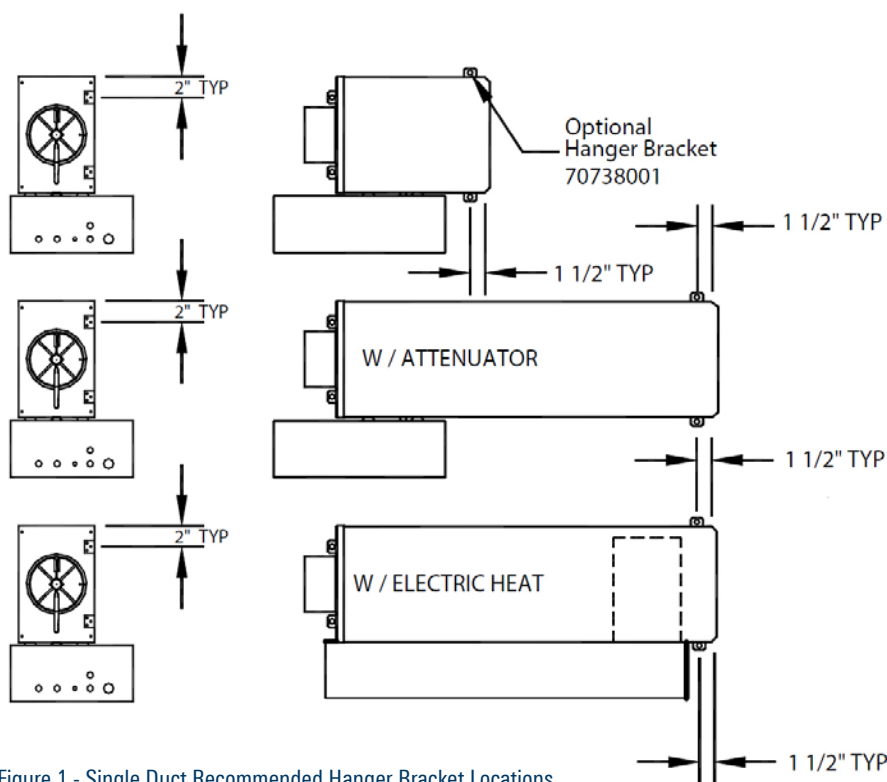 2" TYP
Optional
Hanger Bracket
70738001
1 1/2" TYP
1 1/2" TYP
2" TYP
W / ATTENUATOR
1 1/2" TYP
2" TYP
W / ELECTRIC HEAT
1 1/2" TYP
Figure 1 - Single Duct Recommended Hanger Bracket Locations